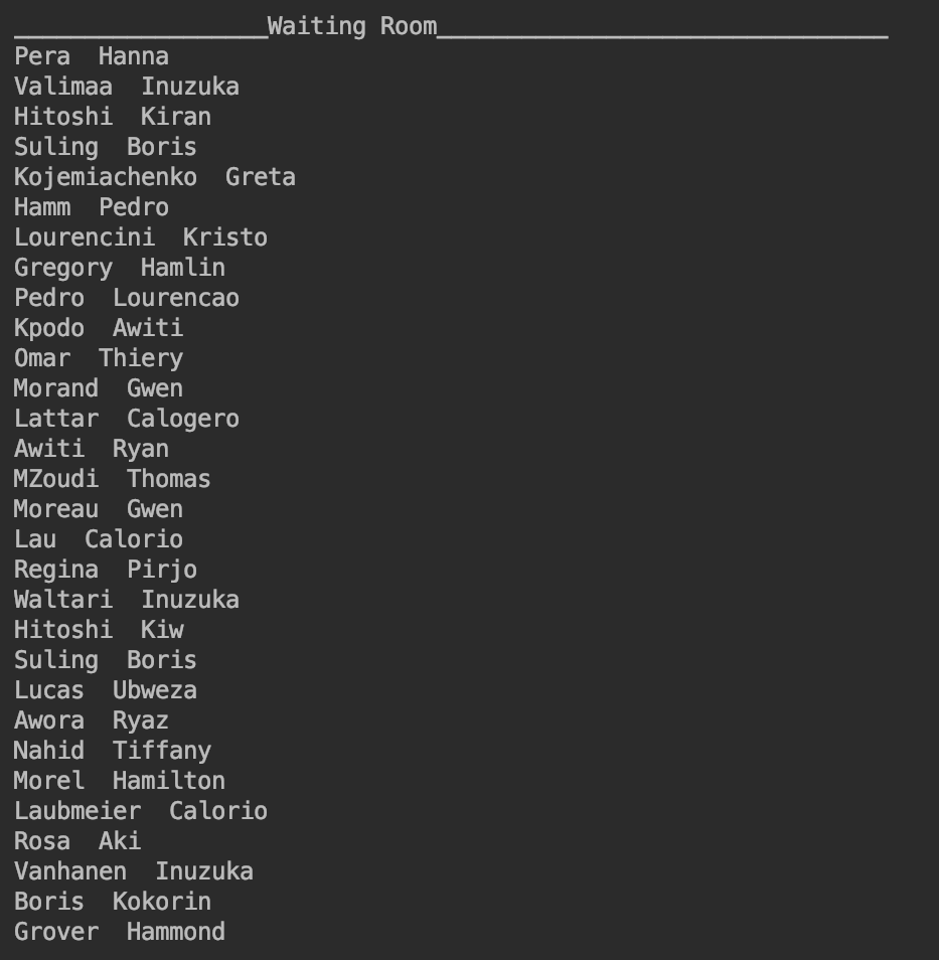 __________________Waiting Room________________________________
Pera  Hanna
Valimaa  Inuzuka
Hitoshi  Kiran
Suling  Boris
Kojemiachenko  Greta
Hamm  Pedro
Lourencini  Kristo
Gregory  Hamlin
Pedro  Lourencao
Kpodo  Awiti
Omar  Thiery
Morand  Gwen
Lattar  Calogero
Awiti  Ryan
MZoudi  Thomas
Moreau  Gwen
Lau  Calorio
Regina  Pirjo
Waltari  Inuzuka
Hitoshi  Kiw
Suling  Boris
Lucas  Ubweza
Awora  Ryaz
Nahid  Tiffany
Morel  Hamilton
Laubmeier  Calorio
Rosa  Aki
Vanhanen  Inuzuka
Boris  Kokorin
Grover  Hammond